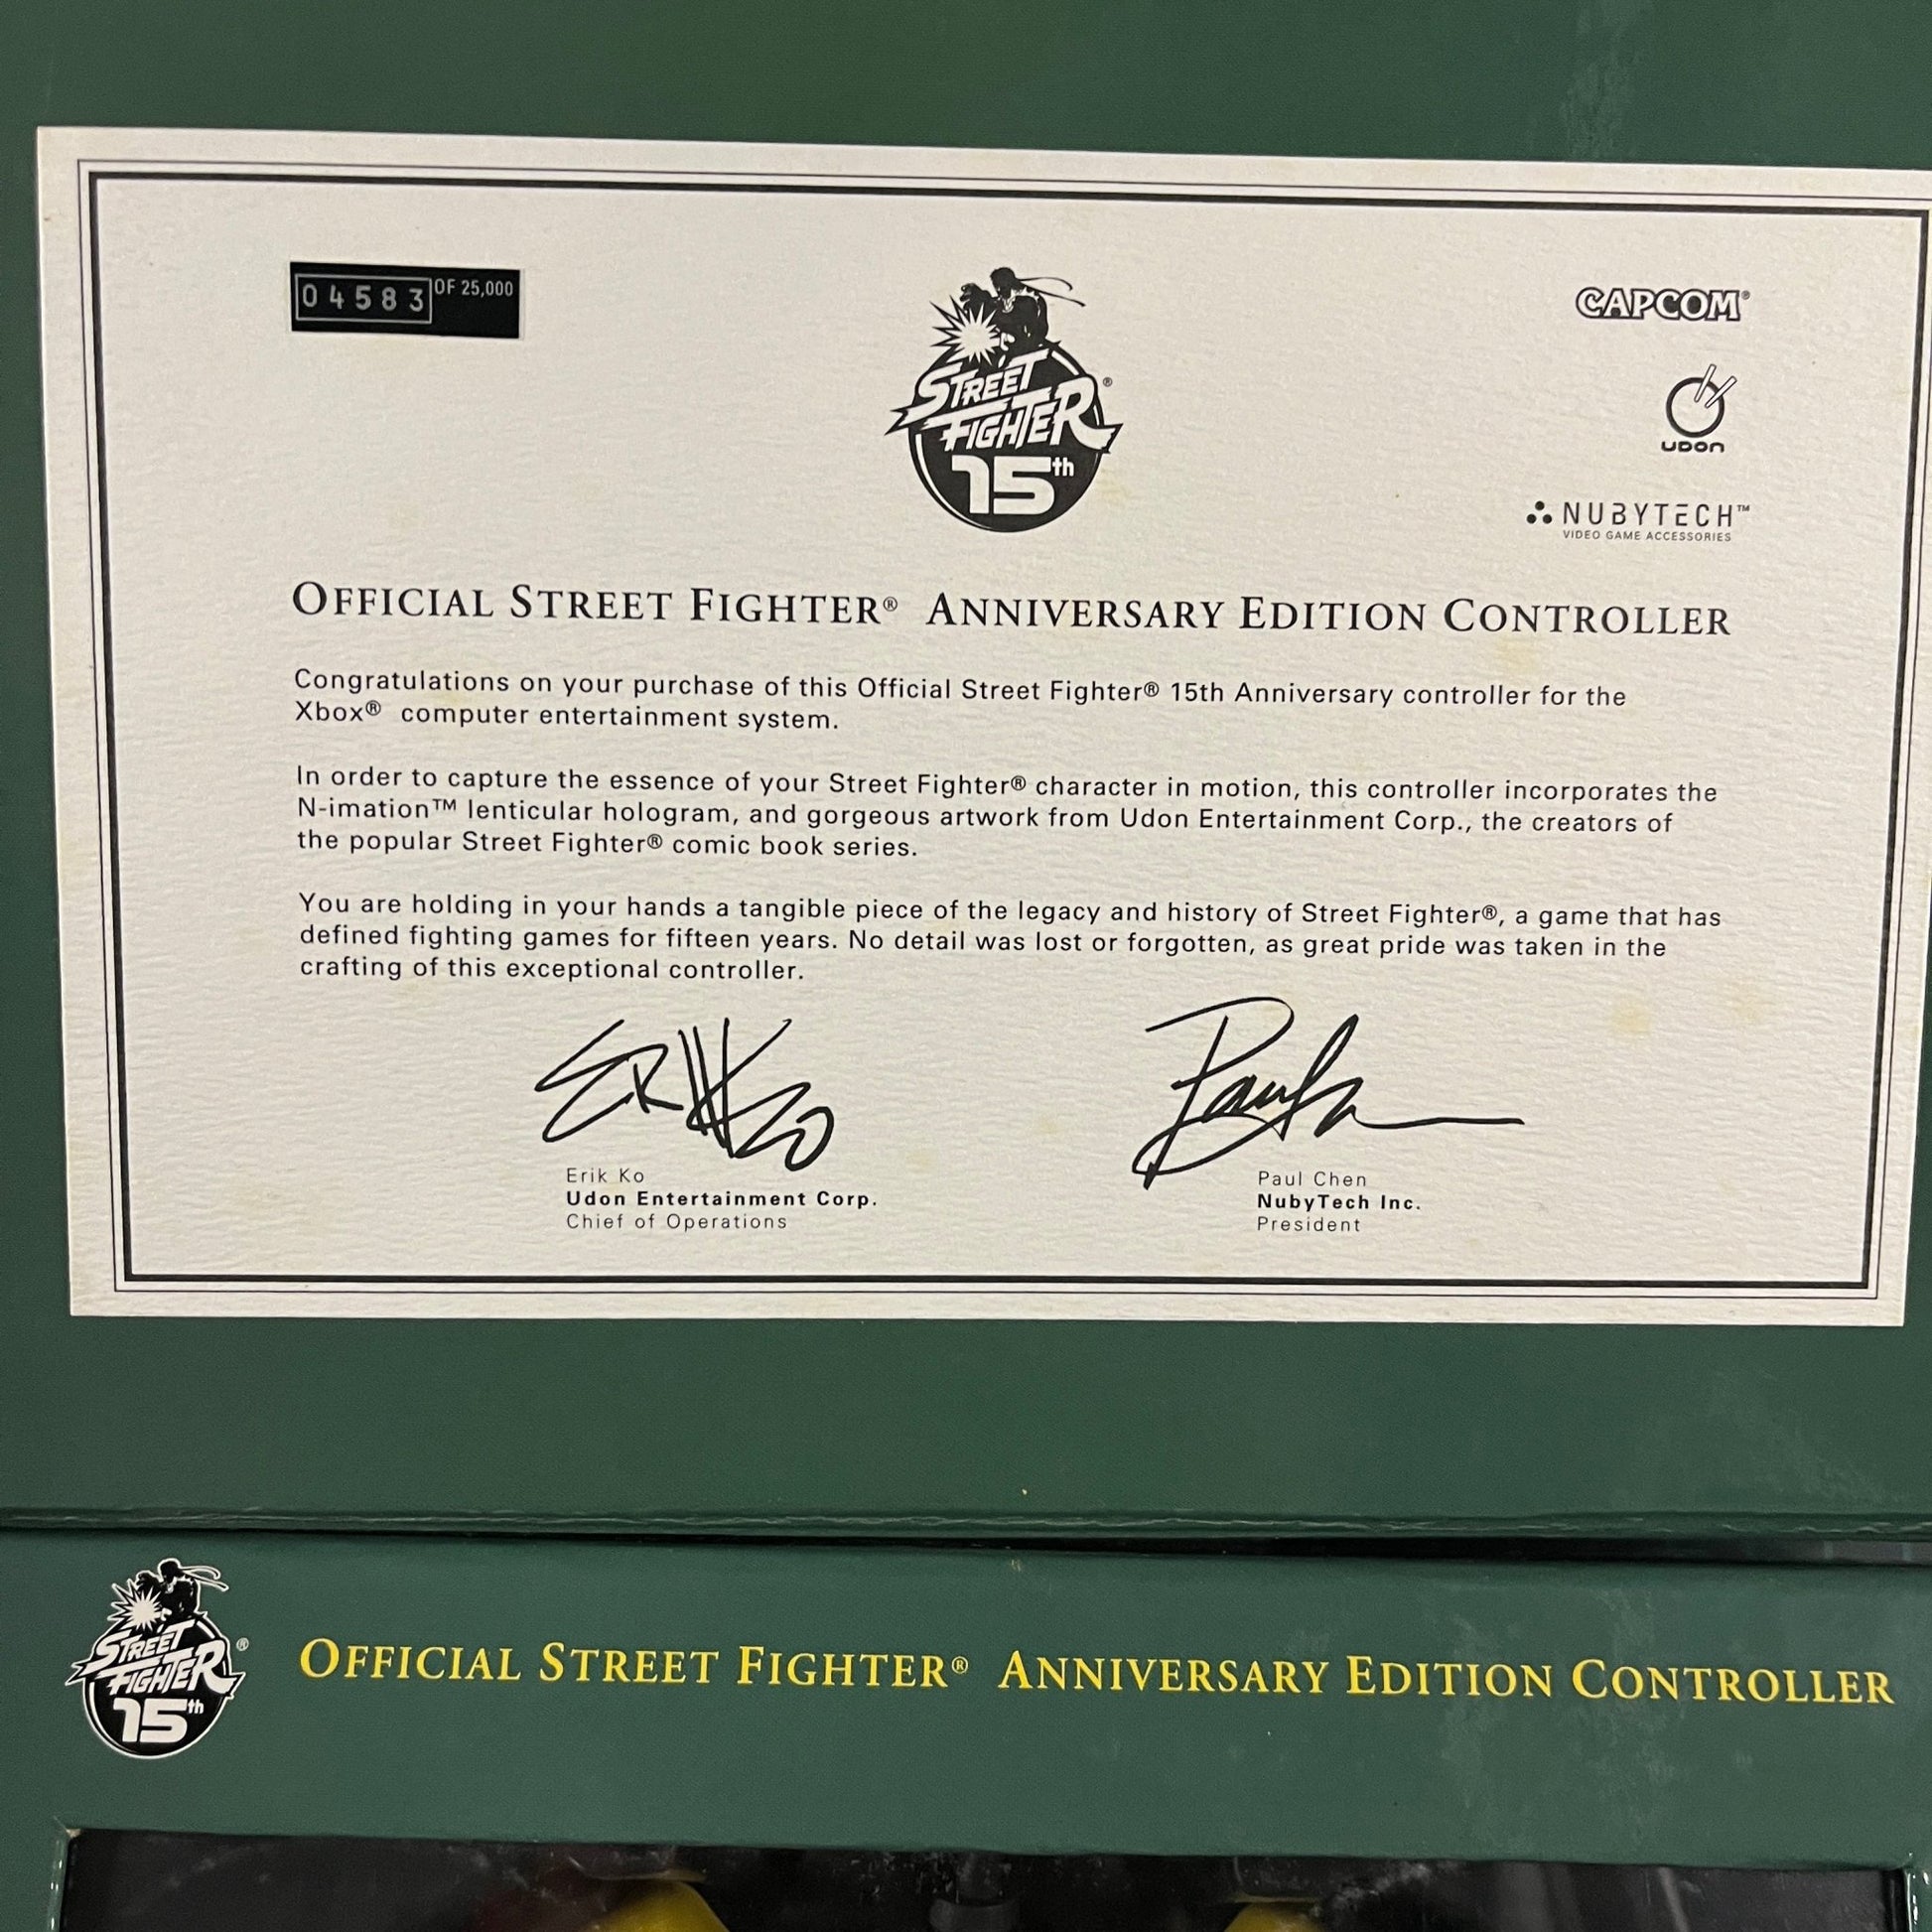 04583 OF 25,000
STREET
FIGHTER®
15th
CAPCOM®
UDON
NUBYTECH™
VIDEO GAME ACCESSORIES
OFFICIAL STREET FIGHTER® ANNIVERSARY EDITION CONTROLLER
Congratulations on your purchase of this Official Street Fighter® 15th Anniversary controller for the
Xbox® computer entertainment system.
In order to capture the essence of your Street Fighter® character in motion, this controller incorporates the
N-imation™ lenticular hologram, and gorgeous artwork from Udon Entertainment Corp., the creators of
the popular Street Fighter® comic book series.
You are holding in your hands a tangible piece of the legacy and history of Street Fighter®, a game that has
defined fighting games for fifteen years. No detail was lost or forgotten, as great pride was taken in the
crafting of this exceptional controller.
Erik Ko
Udon Entertainment Corp.
Chief of Operations
Paul Chen
NubyTech Inc.
President
STREET
FIGHTER®
15th
OFFICIAL STREET FIGHTER® ANNIVERSARY EDITION CONTROLLER